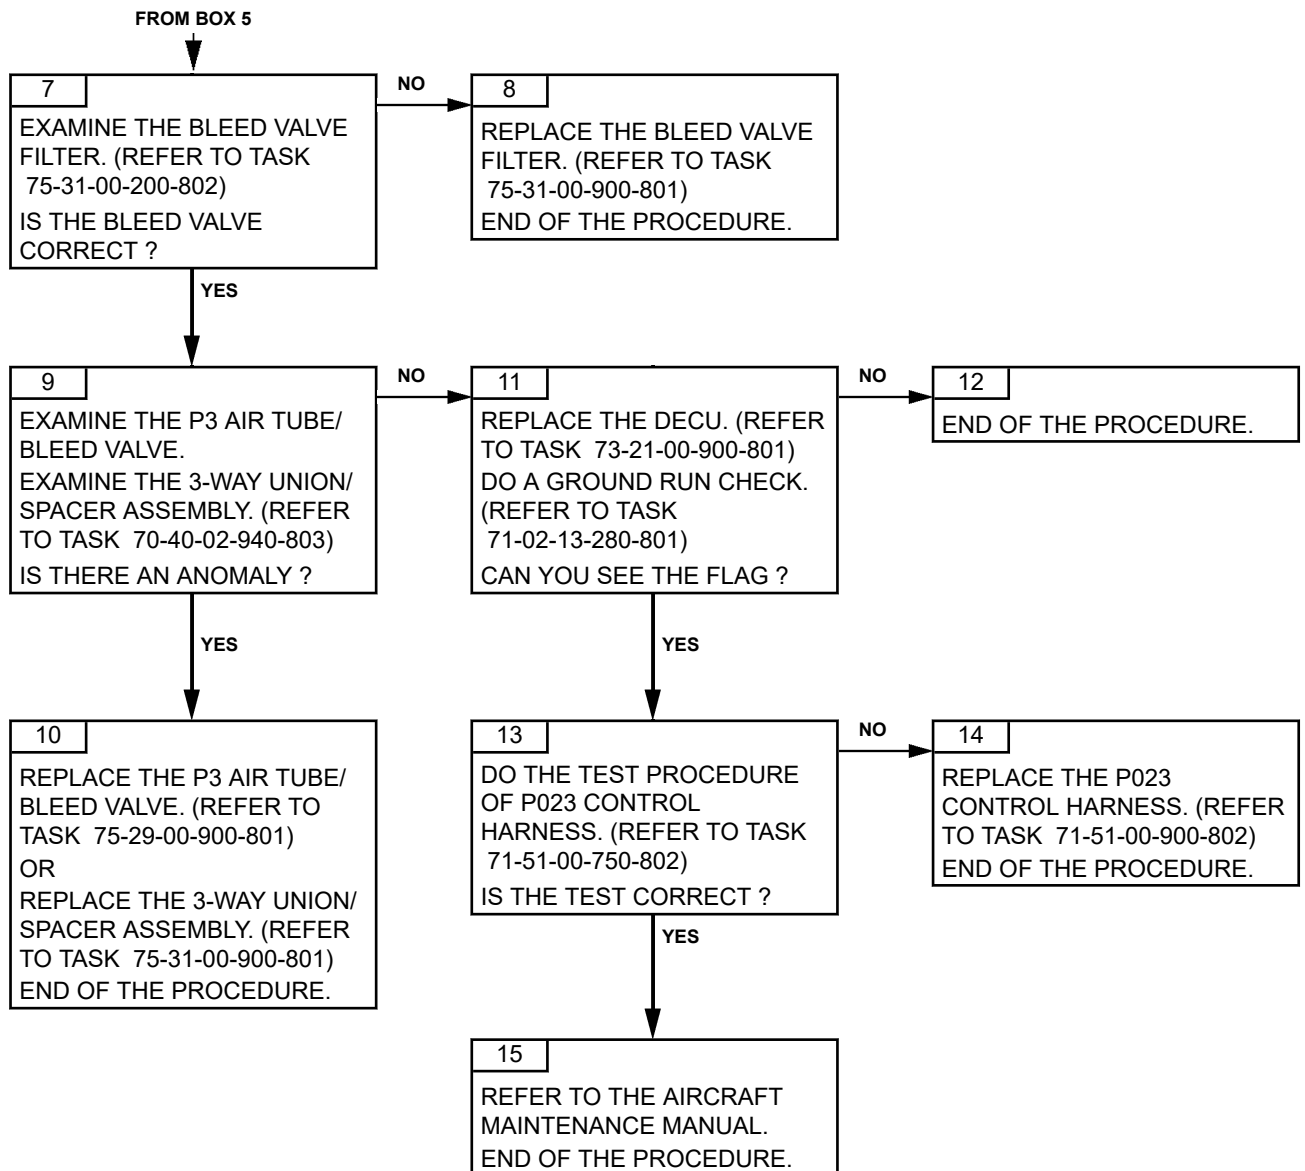 FROM BOX 5
7
EXAMINE THE BLEED VALVE
FILTER. (REFER TO TASK
75-31-00-200-802)
IS THE BLEED VALVE
CORRECT ?
NO
8
REPLACE THE BLEED VALVE
FILTER. (REFER TO TASK
75-31-00-900-801)
END OF THE PROCEDURE.
YES
9
EXAMINE THE P3 AIR TUBE/
BLEED VALVE.
EXAMINE THE 3-WAY UNION/
SPACER ASSEMBLY. (REFER
TO TASK 70-40-02-940-803)
IS THERE AN ANOMALY ?
NO
11
REPLACE THE DECU. (REFER
TO TASK 73-21-00-900-801)
DO A GROUND RUN CHECK.
(REFER TO TASK
71-02-13-280-801)
CAN YOU SEE THE FLAG ?
NO
12
END OF THE PROCEDURE.
YES
YES
10
REPLACE THE P3 AIR TUBE/
BLEED VALVE. (REFER TO
TASK 75-29-00-900-801)
OR
REPLACE THE 3-WAY UNION/
SPACER ASSEMBLY. (REFER
TO TASK 75-31-00-900-801)
END OF THE PROCEDURE.
13
DO THE TEST PROCEDURE
OF P023 CONTROL
HARNESS. (REFER TO TASK
71-51-00-750-802)
IS THE TEST CORRECT ?
NO
14
REPLACE THE P023
CONTROL HARNESS. (REFER
TO TASK 71-51-00-900-802)
END OF THE PROCEDURE.
YES
15
REFER TO THE AIRCRAFT
MAINTENANCE MANUAL.
END OF THE PROCEDURE.